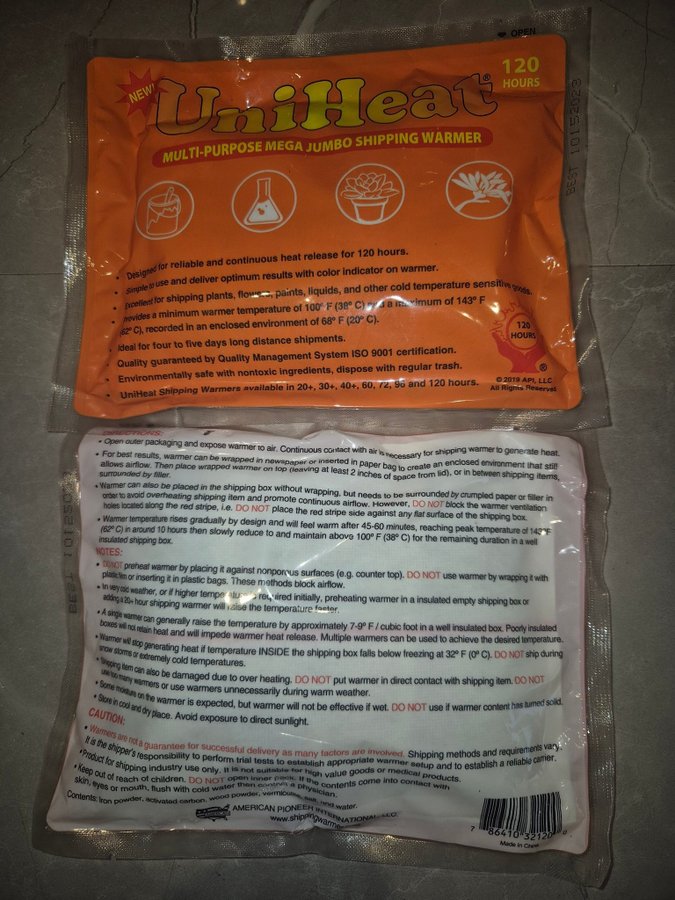 OPEN
120
HOURS
NEW!
UniHeat®
MULTI-PURPOSE MEGA JUMBO SHIPPING WARMER
BEST 10152023
• Designed for reliable and continuous heat release for 120 hours.
• Simple to use and deliver optimum results with color indicator on warmer.
• Excellent for shipping plants, flowers, paints, liquids, and other cold temperature sensitive goods.
• Provides a minimum warmer temperature of 100º F (38º C) and a maximum of 143º F
(62º C), recorded in an enclosed environment of 68º F (20º C).
• Ideal for four to five days long distance shipments.
• Quality guaranteed by Quality Management System ISO 9001 certification.
• Environmentally safe with nontoxic ingredients, dispose with regular trash.
• UniHeat Shipping Warmers available in 20+, 30+, 40+, 60, 72, 96 and 120 hours.
120
HOURS
®
© 2019 API, LLC
All Rights Reserved
DIRECTIONS:
• Open outer packaging and expose warmer to air. Continuous contact with air is necessary for shipping warmer to generate heat.
• For best results, warmer can be wrapped in newspaper or inserted in paper bag to create an enclosed environment that still
allows airflow. Then place wrapped warmer on top (leaving at least 2 inches of space from lid), or in between shipping items,
surrounded by filler.
• Warmer can also be placed in the shipping box without wrapping, but needs to be surrounded by crumpled paper or filler in
order to avoid overheating shipping item and promote continuous airflow. However, DO NOT block the warmer ventilation
holes located along the red stripe, i.e. DO NOT place the red stripe side against any flat surface of the shipping box.
• Warmer temperature rises gradually by design and will feel warm after 45-60 minutes, reaching peak temperature of 143º F
(62º C) in around 10 hours then slowly reduce to and maintain above 100º F (38º C) for the remaining duration in a well
insulated shipping box.
NOTES:
• DO NOT preheat warmer by placing it against nonporous surfaces (e.g. counter top). DO NOT use warmer by wrapping it with
plastic film or inserting it in plastic bags. These methods block airflow.
• In very cold weather, or if higher temperature is required initially, preheating warmer in a insulated empty shipping box or
adding a 20+ hour shipping warmer will raise the temperature faster.
• A single warmer can generally raise the temperature by approximately 7-9º F / cubic foot in a well insulated box. Poorly insulated
boxes will not retain heat and will impede warmer heat release. Multiple warmers can be used to achieve the desired temperature.
• Warmer will stop generating heat if temperature INSIDE the shipping box falls below freezing at 32º F (0º C). DO NOT ship during
snow storms or extremely cold temperatures.
• Shipping item can also be damaged due to over heating. DO NOT put warmer in direct contact with shipping item. DO NOT
use too many warmers or use warmers unnecessarily during warm weather.
• Some moisture on the warmer is expected, but warmer will not be effective if wet. DO NOT use if warmer content has turned solid.
• Store in cool and dry place. Avoid exposure to direct sunlight.
CAUTION:
• Warmers are not a guarantee for successful delivery as many factors are involved. Shipping methods and requirements vary.
It is the shipper's responsibility to perform trial tests to establish appropriate warmer setup and to establish a reliable carrier.
• Product for shipping industry use only. It is not suitable for high value goods or medical products.
• Keep out of reach of children. DO NOT open inner pack. If the contents come into contact with
skin, eyes or mouth, flush with cold water then consult a physician.
Contents: Iron powder, activated carbon, wood powder, vermiculite, salt, and water.
AMERICAN PIONEER INTERNATIONAL, LLC.
www.shippingwarmer
7 86410 32120
Made in China